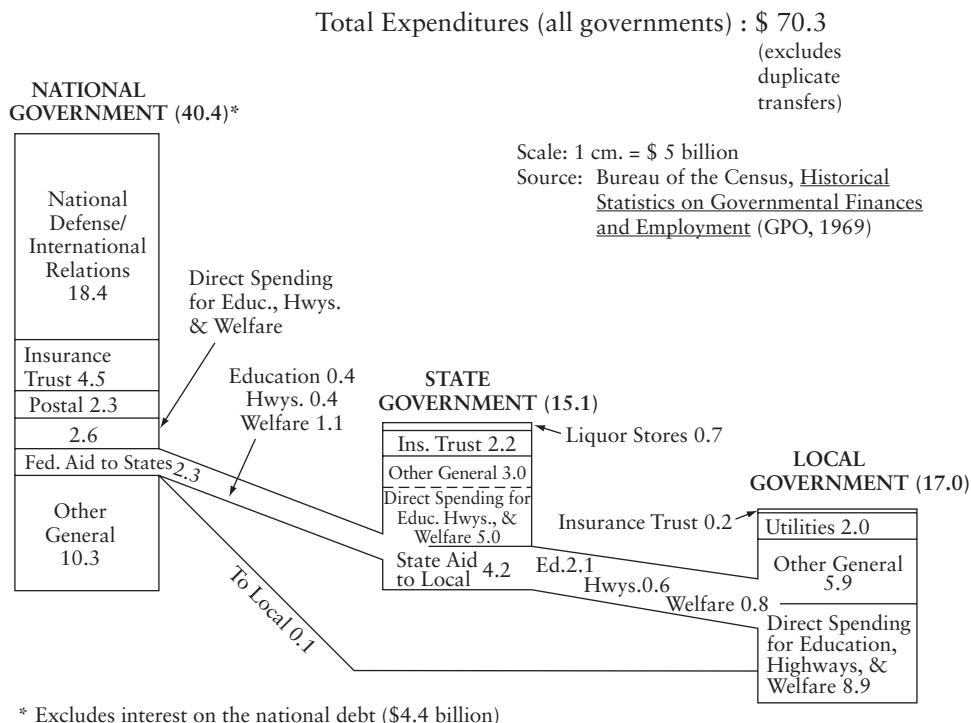 Total Expenditures (all governments) : $ 70.3
(excludes
duplicate
transfers)
Scale: 1 cm. = $ 5 billion
Source: Bureau of the Census, Historical
Statistics on Governmental Finances
and Employment (GPO, 1969)
NATIONAL
GOVERNMENT (40.4)*
National
Defense/
International
Relations
18.4
Insurance
Trust 4.5
Postal 2.3
2.6
Fed. Aid to States 2.3
Other
General
10.3
Direct Spending
for Educ., Hwys.
& Welfare
Education 0.4
Hwys. 0.4
Welfare 1.1
To Local 0.1
STATE
GOVERNMENT (15.1)
Liquor Stores 0.7
Ins. Trust 2.2
Other General 3.0
Direct Spending for
Educ. Hwys., &
Welfare 5.0
State Aid
to Local 4.2
Ed.2.1
Hwys.0.6
Welfare 0.8
LOCAL
GOVERNMENT (17.0)
Insurance Trust 0.2
Utilities 2.0
Other General
5.9
Direct Spending
for Education,
Highways, &
Welfare 8.9
* Excludes interest on the national debt ($4.4 billion)